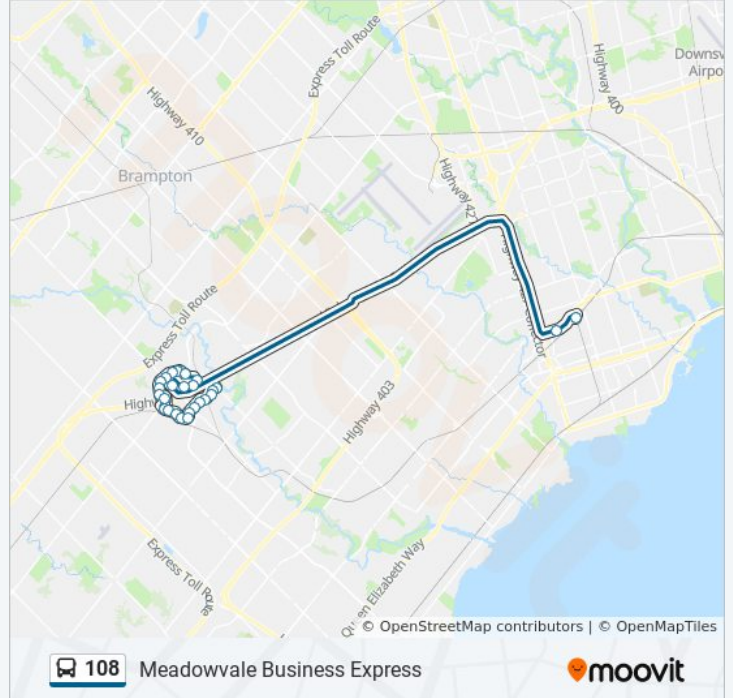 Express Toll Route
Highway 400
Downsv
Airpo
Highway 410
Brampton
Highway 427
Express Toll Route
Highway 403
Express Toll Route
Queen Elizabeth Way
© OpenStreetMap contributors | © OpenMapTiles
108 Meadowvale Business Express
moovit